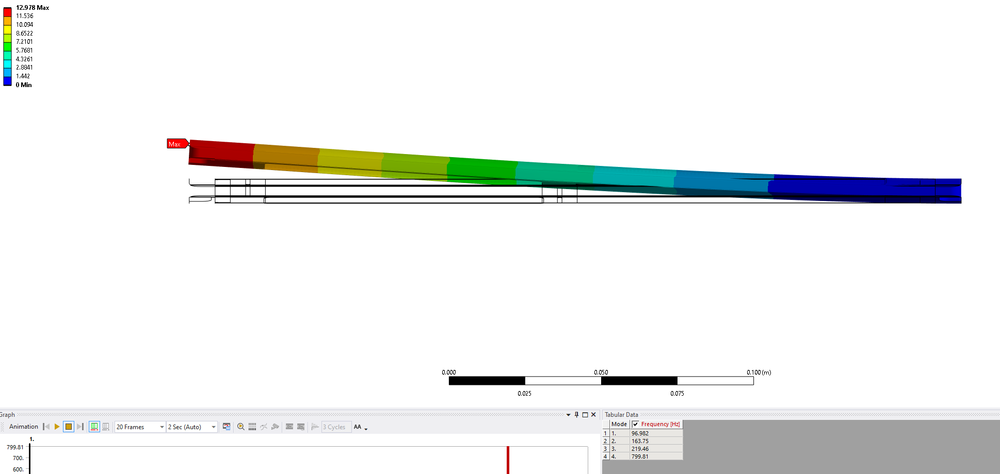 12.978 Max
11.536
10.094
8.6522
7.2101
5.7681
4.3261
2.8841
1.442
0 Min
Max
0.000 0.050 0.100 (m)
0.025 0.075
Graph
Animation 20 Frames 2 Sec (Auto) 3 Cycles AA
1.
799.81
700.
600.
Tabular Data
Mode Frequency [Hz]
1 1. 96.982
2 2. 163.75
3 3. 219.46
4 4. 799.81